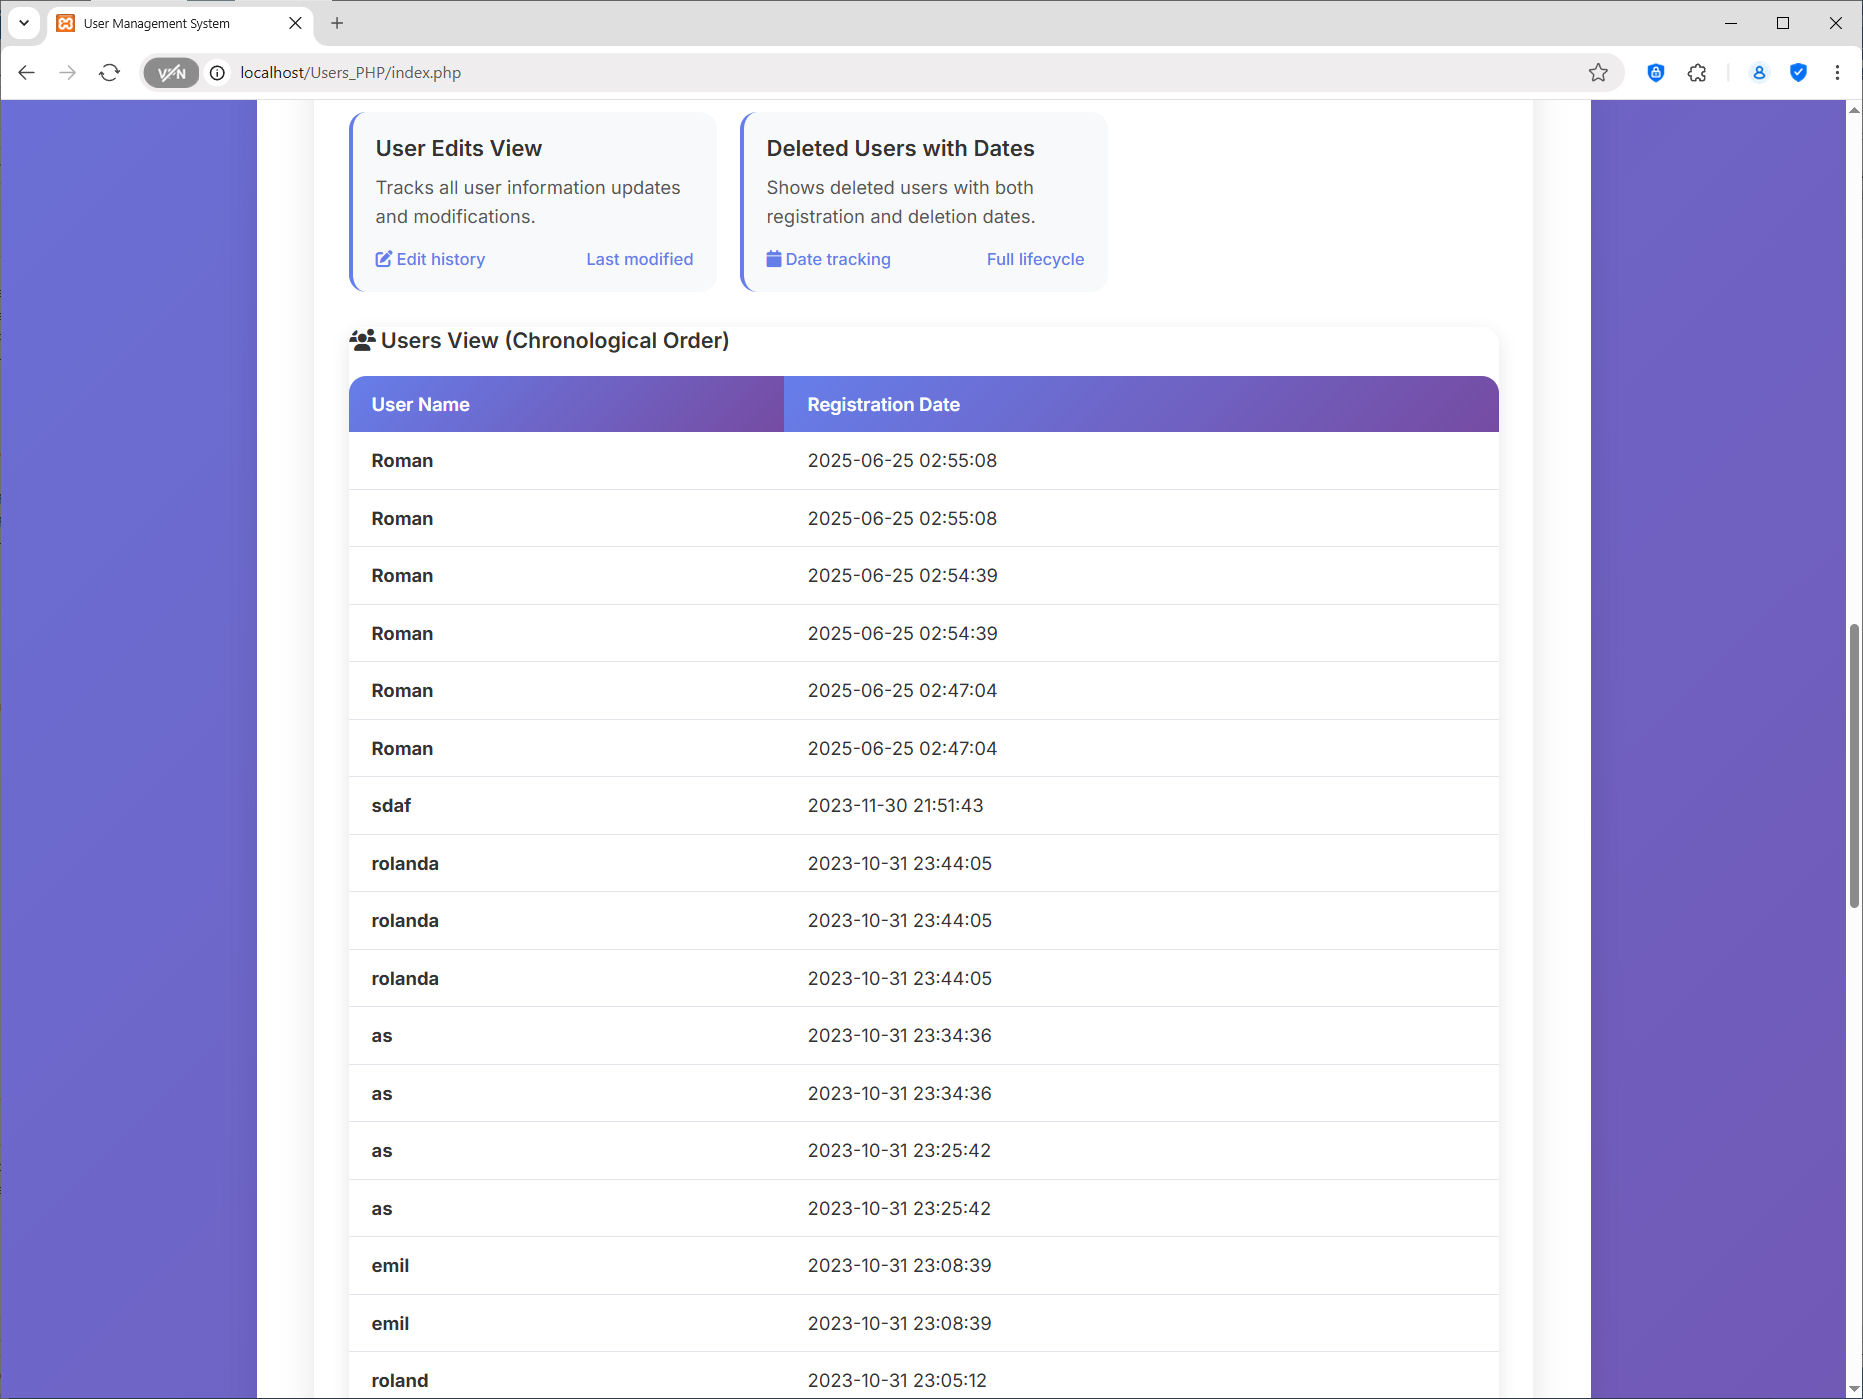 User Management System
VPN
localhost/Users_PHP/index.php
User Edits View
Tracks all user information updates
and modifications.
Edit history Last modified
Deleted Users with Dates
Shows deleted users with both
registration and deletion dates.
Date tracking Full lifecycle
Users View (Chronological Order)
User Name Registration Date
Roman 2025-06-25 02:55:08
Roman 2025-06-25 02:55:08
Roman 2025-06-25 02:54:39
Roman 2025-06-25 02:54:39
Roman 2025-06-25 02:47:04
Roman 2025-06-25 02:47:04
sdaf 2023-11-30 21:51:43
rolanda 2023-10-31 23:44:05
rolanda 2023-10-31 23:44:05
rolanda 2023-10-31 23:44:05
as 2023-10-31 23:34:36
as 2023-10-31 23:34:36
as 2023-10-31 23:25:42
as 2023-10-31 23:25:42
emil 2023-10-31 23:08:39
emil 2023-10-31 23:08:39
roland 2023-10-31 23:05:12